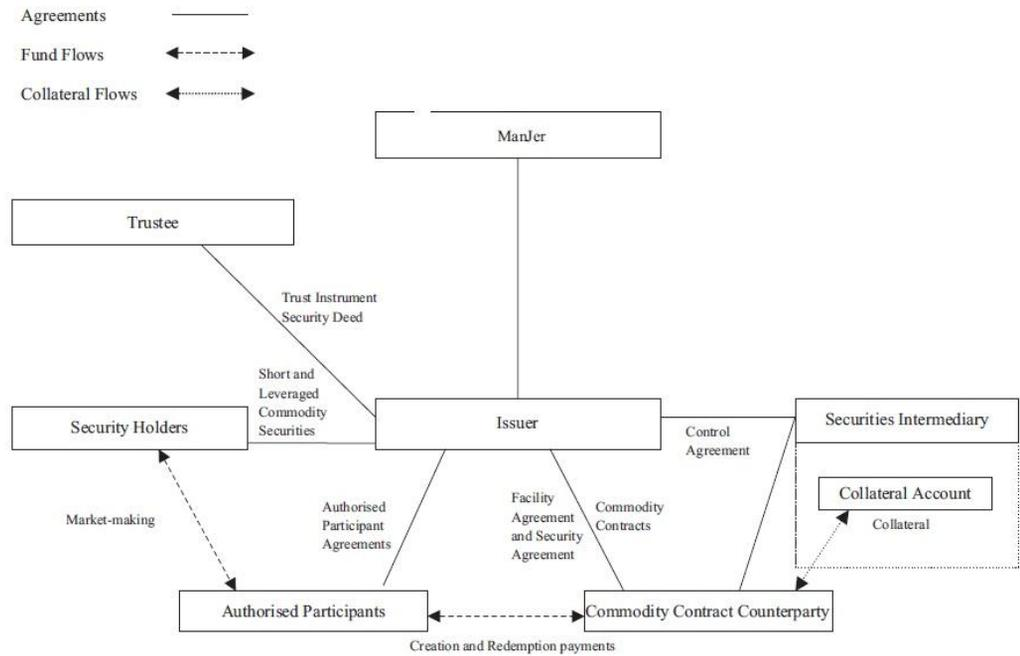 Agreements
Fund Flows
Collateral Flows
ManJer
Trustee
Trust Instrument
Security Deed
Short and
Leveraged
Commodity
Securities
Security Holders
Issuer
Securities Intermediary
Control
Agreement
Collateral Account
Collateral
Market-making
Authorised
Participant
Agreements
Facility
Agreement
and Security
Agreement
Commodity
Contracts
Authorised Participants
Commodity Contract Counterparty
Creation and Redemption payments